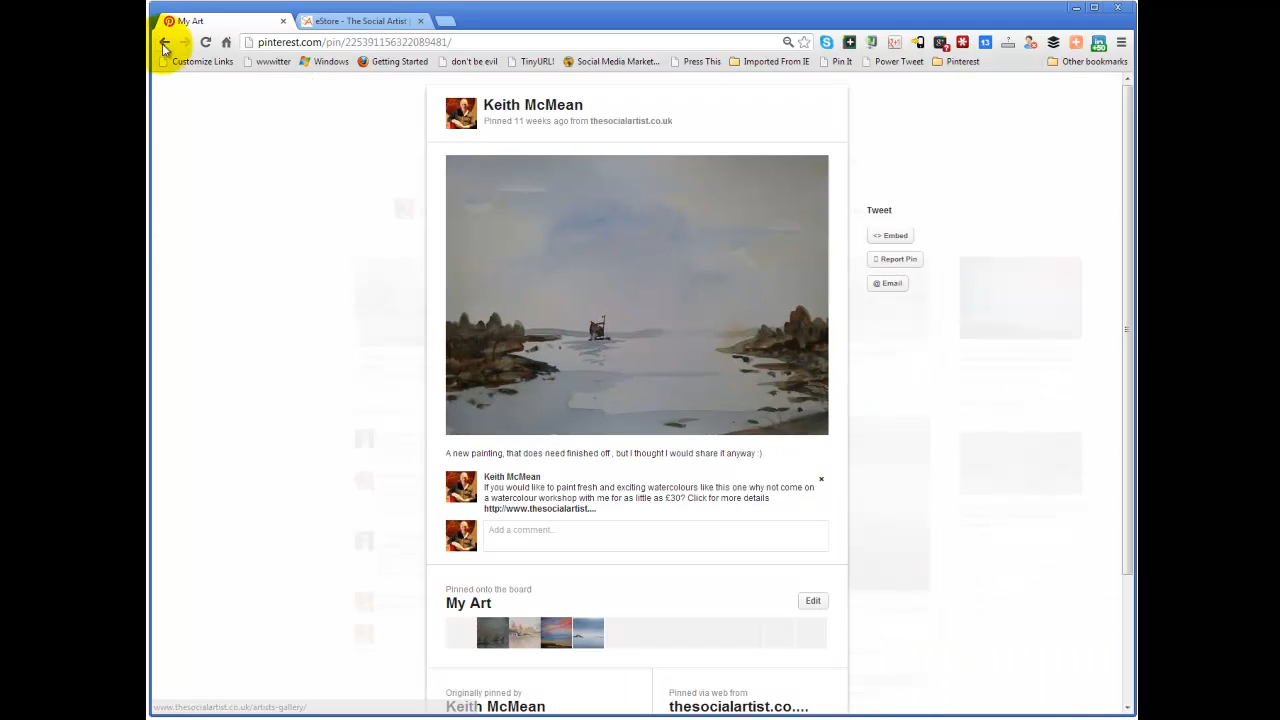 My Art
eStore - The Social Artist |
pinterest.com/pin/225391156322089481/
Customize Links wwwitter Windows Getting Started don't be evil TinyURL! Social Media Market... Press This Imported From IE Pin It Power Tweet Pinterest Other bookmarks
Keith McMean
Pinned 11 weeks ago from thesocialartist.co.uk
Tweet
<> Embed
Report Pin
@ Email
A new painting, that does need finished off , but I thought I would share it anyway :)
Keith McMean
If you would like to paint fresh and exciting watercolours like this one why not come on
a watercolour workshop with me for as little as £30? Click for more details
http://www.thesocialartist....
Add a comment...
Pinned onto the board
My Art
Edit
Originally pinned by
Keith McMean
Pinned via web from
thesocialartist.co....
www.thesocialartist.co.uk/artists-gallery/